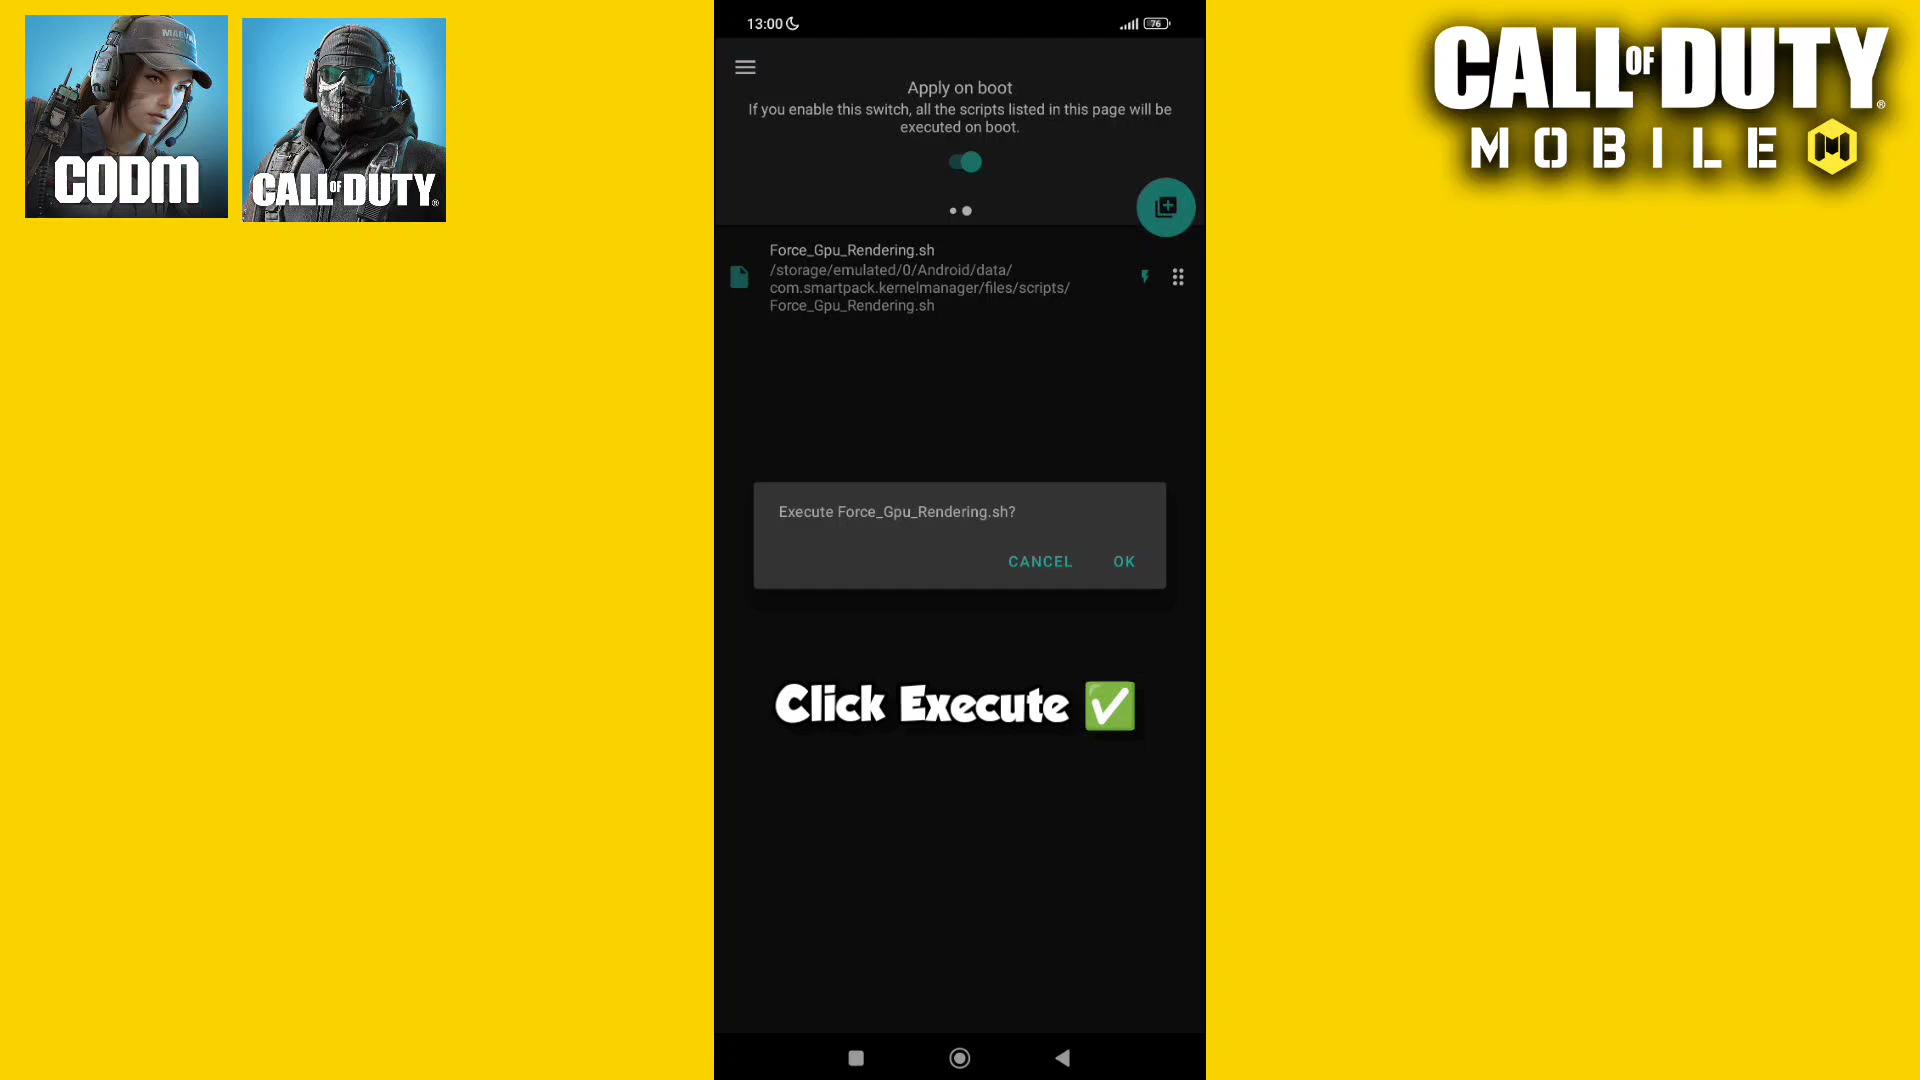 MAEVA
CODM
CALL OF DUTY®
13:00
76
Apply on boot
If you enable this switch, all the scripts listed in this page will be
executed on boot.
Force_Gpu_Rendering.sh
/storage/emulated/0/Android/data/
com.smartpack.kernelmanager/files/scripts/
Force_Gpu_Rendering.sh
Execute Force_Gpu_Rendering.sh?
CANCEL OK
Click Execute ✅
CALL OF DUTY®
MOBILE